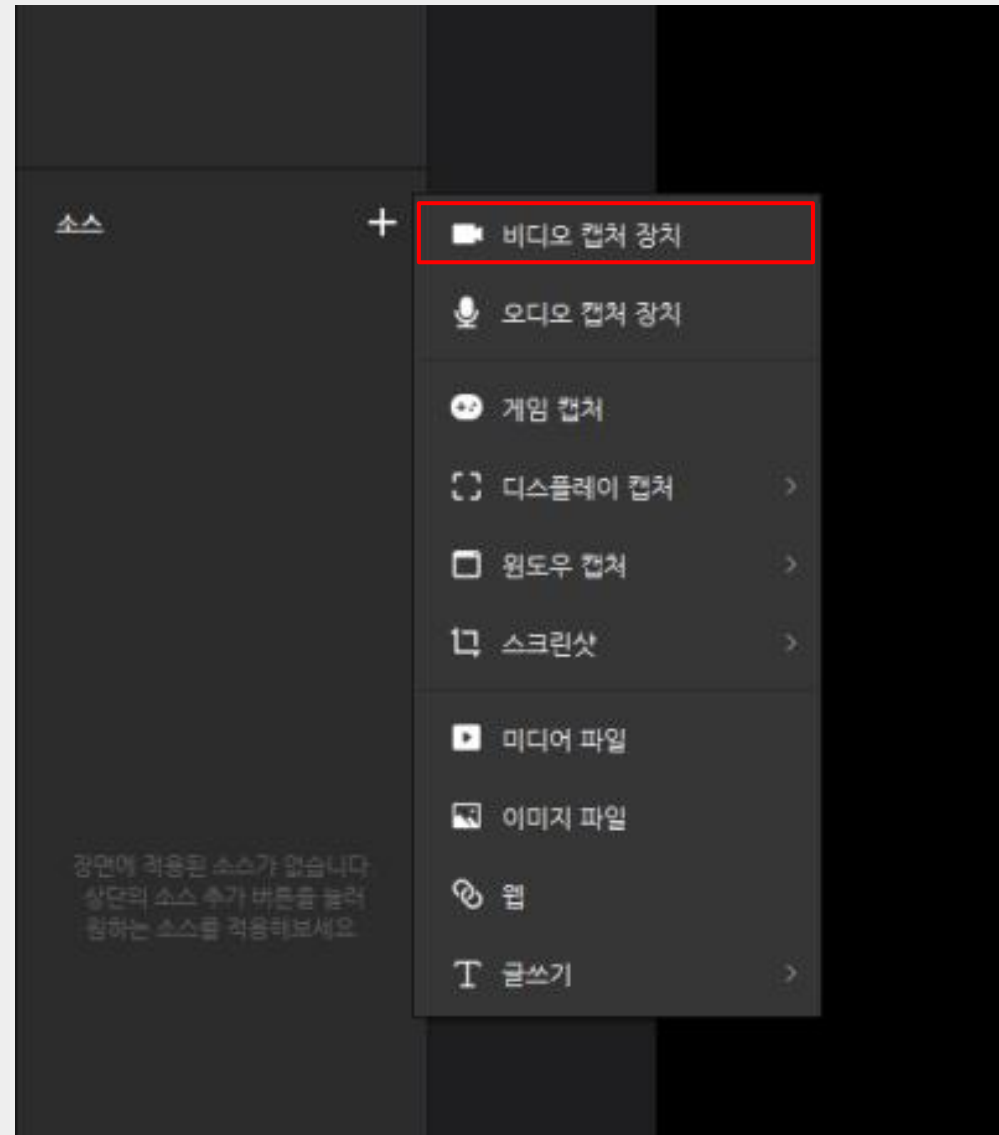 소스
비디오 캡처 장치
오디오 캡처 장치
게임 캡처
디스플레이 캡처
윈도우 캡처
스크린샷
미디어 파일
이미지 파일
웹
글쓰기
장면에 적용된 소스가 없습니다
상단의 소스 추가 버튼을 눌러
원하는 소스를 적용해보세요